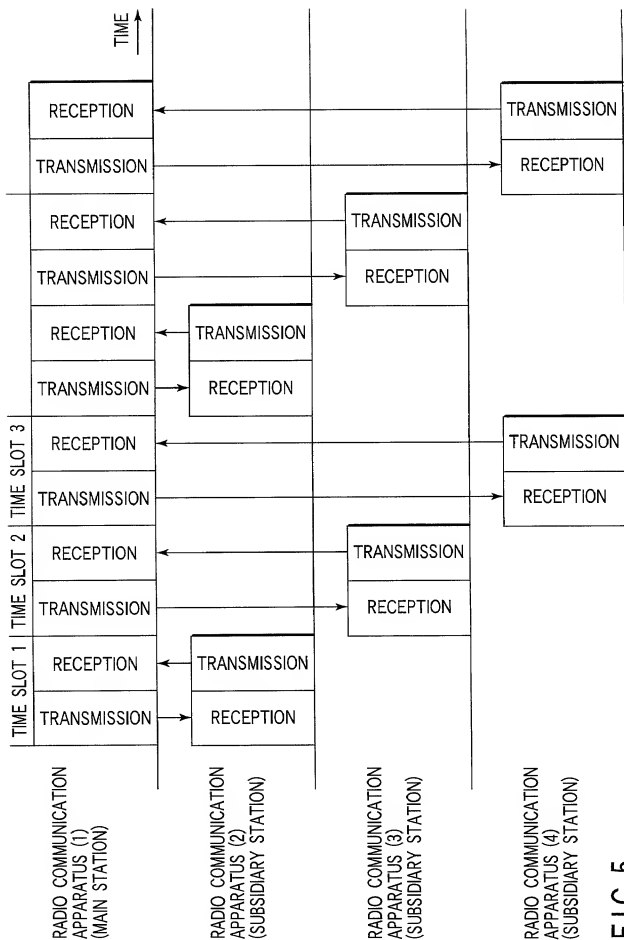 TIME
TIME SLOT 1
TIME SLOT 2
TIME SLOT 3
RADIO COMMUNICATION
APPARATUS (1)
(MAIN STATION)
TRANSMISSION
RECEPTION
TRANSMISSION
RECEPTION
TRANSMISSION
RECEPTION
TRANSMISSION
RECEPTION
TRANSMISSION
RECEPTION
TRANSMISSION
RECEPTION
RADIO COMMUNICATION
APPARATUS (2)
(SUBSIDIARY STATION)
RECEPTION
TRANSMISSION
RECEPTION
TRANSMISSION
RADIO COMMUNICATION
APPARATUS (3)
(SUBSIDIARY STATION)
RECEPTION
TRANSMISSION
RECEPTION
TRANSMISSION
RADIO COMMUNICATION
APPARATUS (4)
(SUBSIDIARY STATION)
RECEPTION
TRANSMISSION
RECEPTION
TRANSMISSION
FIG.5